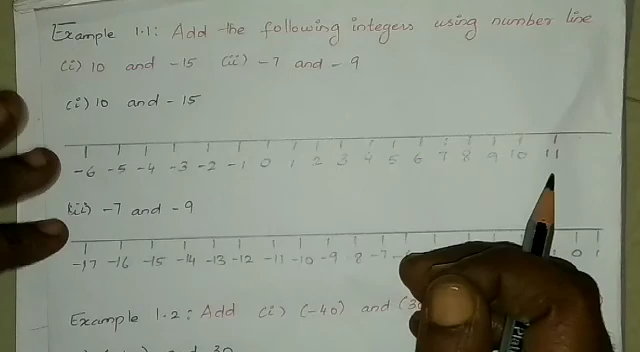 Example 1.1: Add the following integers using number line
(i) 10 and -15 (ii) -7 and -9
(i) 10 and -15
-6 -5 -4 -3 -2 -1 0 1 2 3 4 5 6 7 8 9 10 11
(ii) -7 and -9
-17 -16 -15 -14 -13 -12 -11 -10 -9 8 -7 0 1
Example 1.2: Add (i) (-40) and
and 30